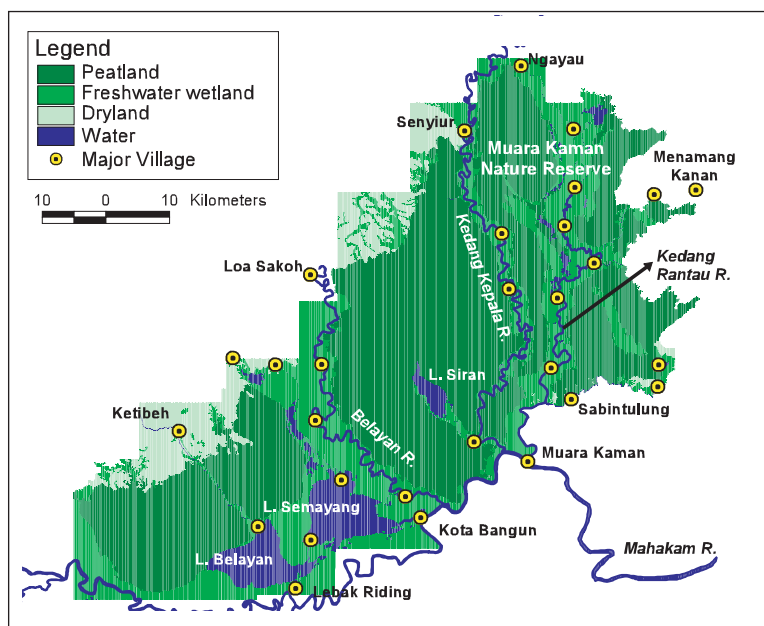 Legend
Peatland
Freshwater wetland
Dryland
Water
Major Village
10 0 10 Kilometers
Ngayau
Senyiur
Muara Kaman
Nature Reserve
Menamang
Kanan
Kedang
Rantau R.
Kedang Kepala R.
Loa Sakoh
L. Siran
Sabintulung
Ketibeh
Belayan R.
Muara Kaman
L. Semayang
Kota Bangun
L. Belayan
Mahakam R.
Lebak Riding